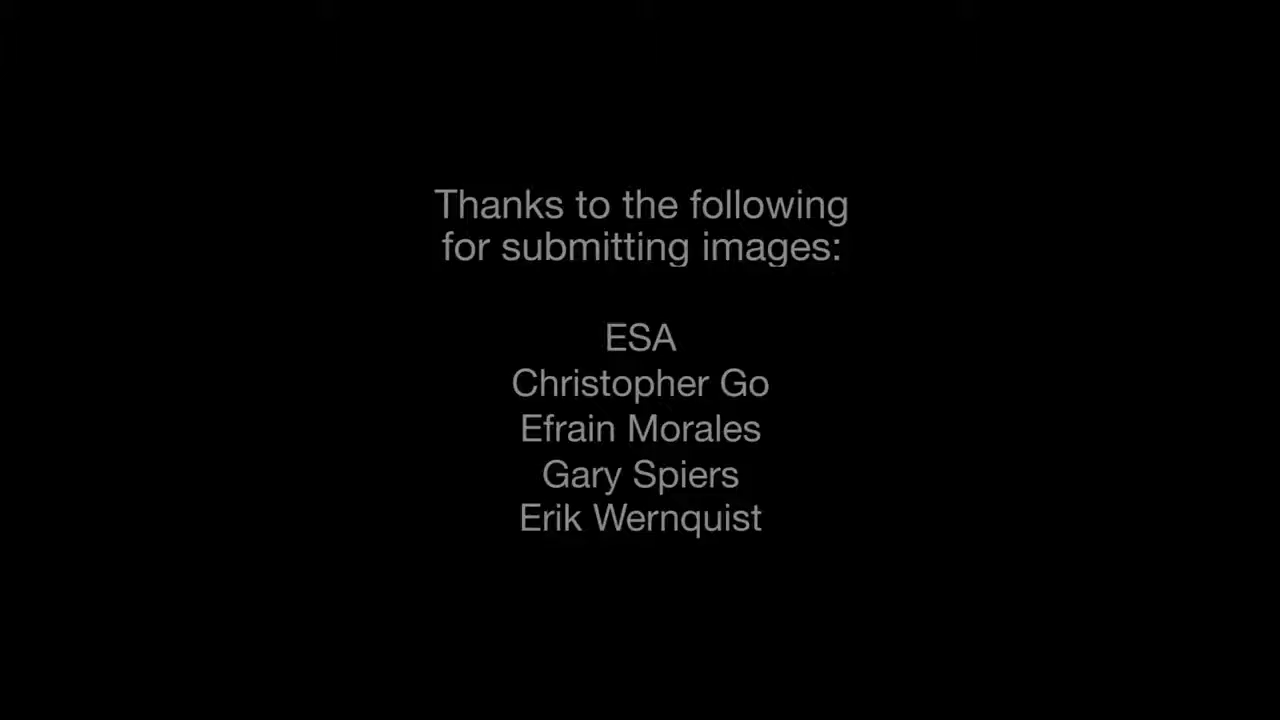 Thanks to the following
for submitting images:
ESA
Christopher Go
Efrain Morales
Gary Spiers
Erik Wernquist